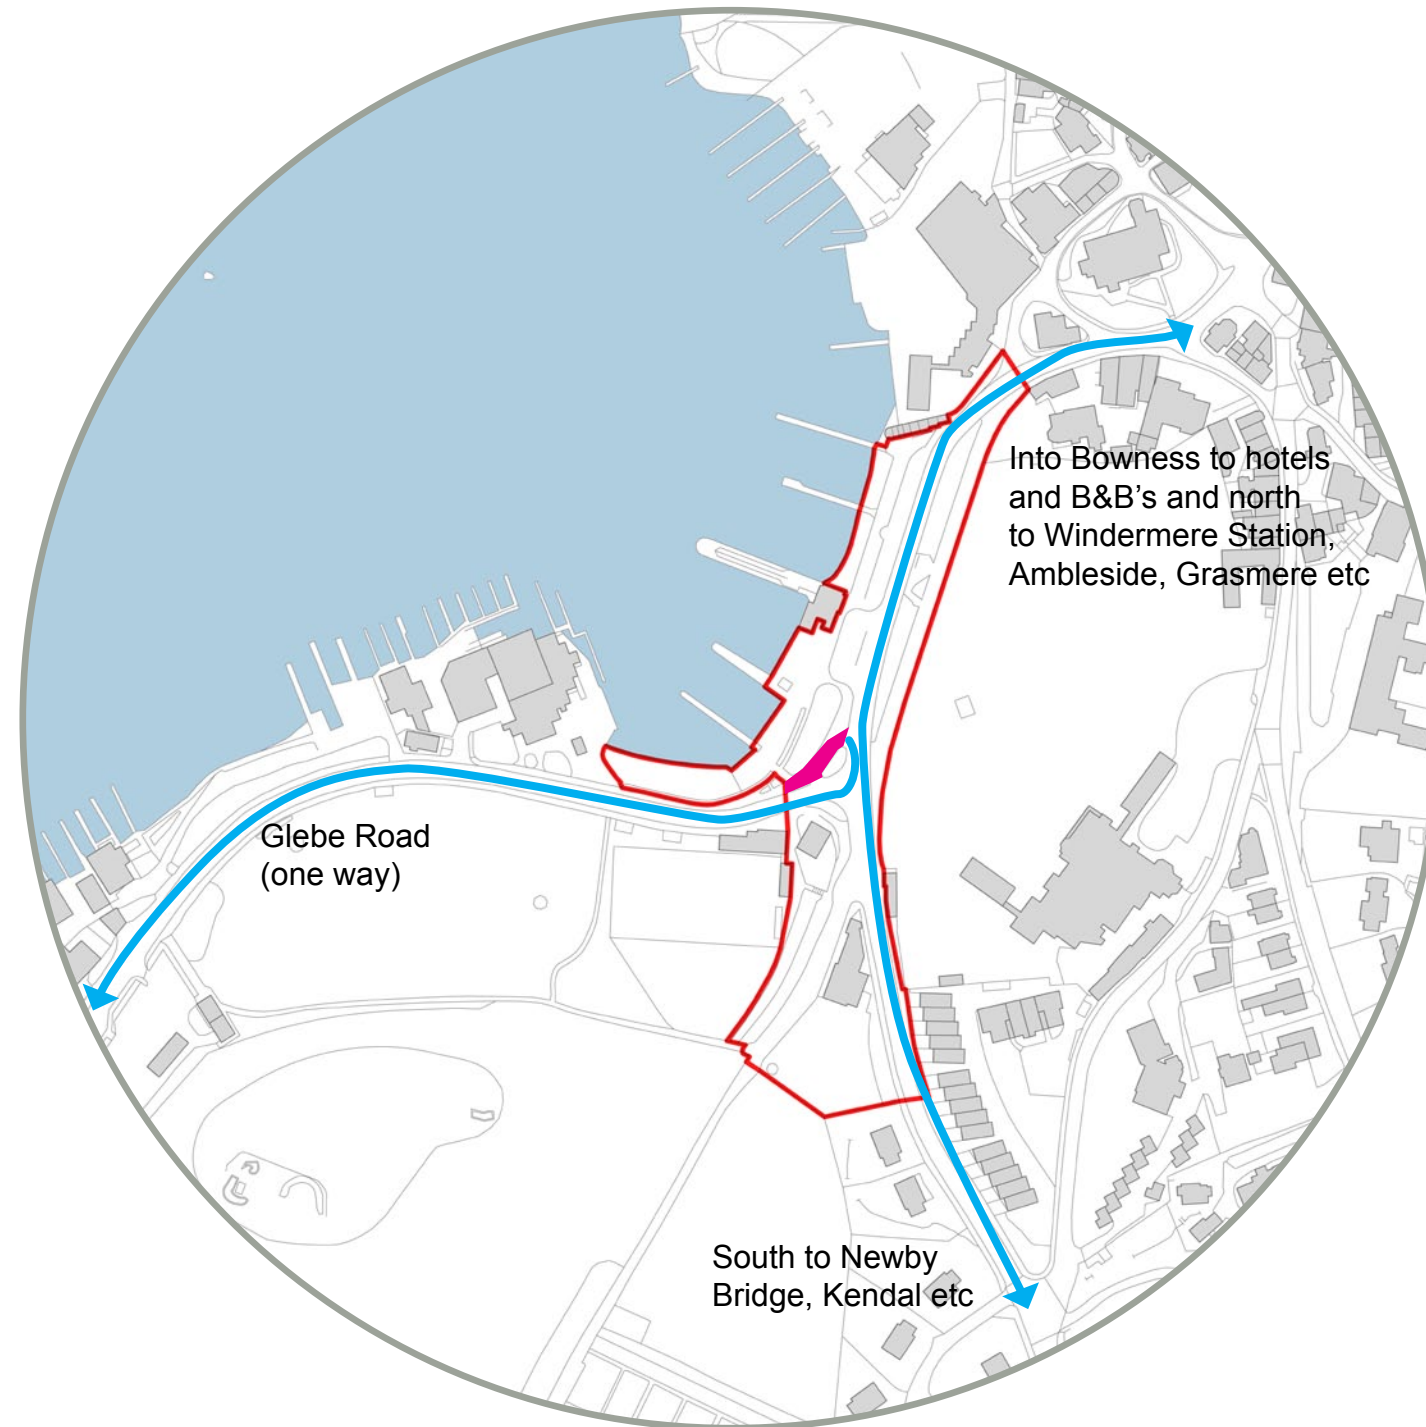 Into Bowness to hotels
and B&B’s and north
to Windermere Station,
Ambleside, Grasmere etc
Glebe Road
(one way)
South to Newby
Bridge, Kendal etc